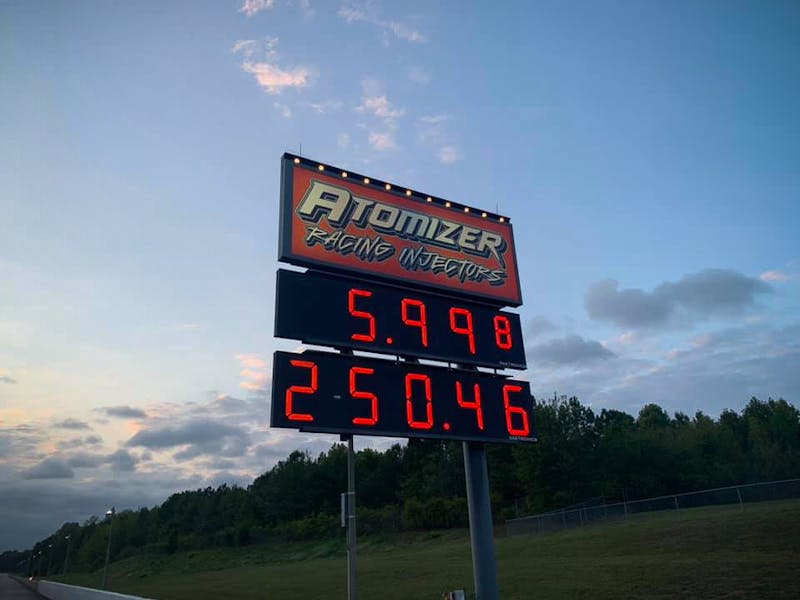 ATOMIZER
RACING INJECTORS
5.998
250.46